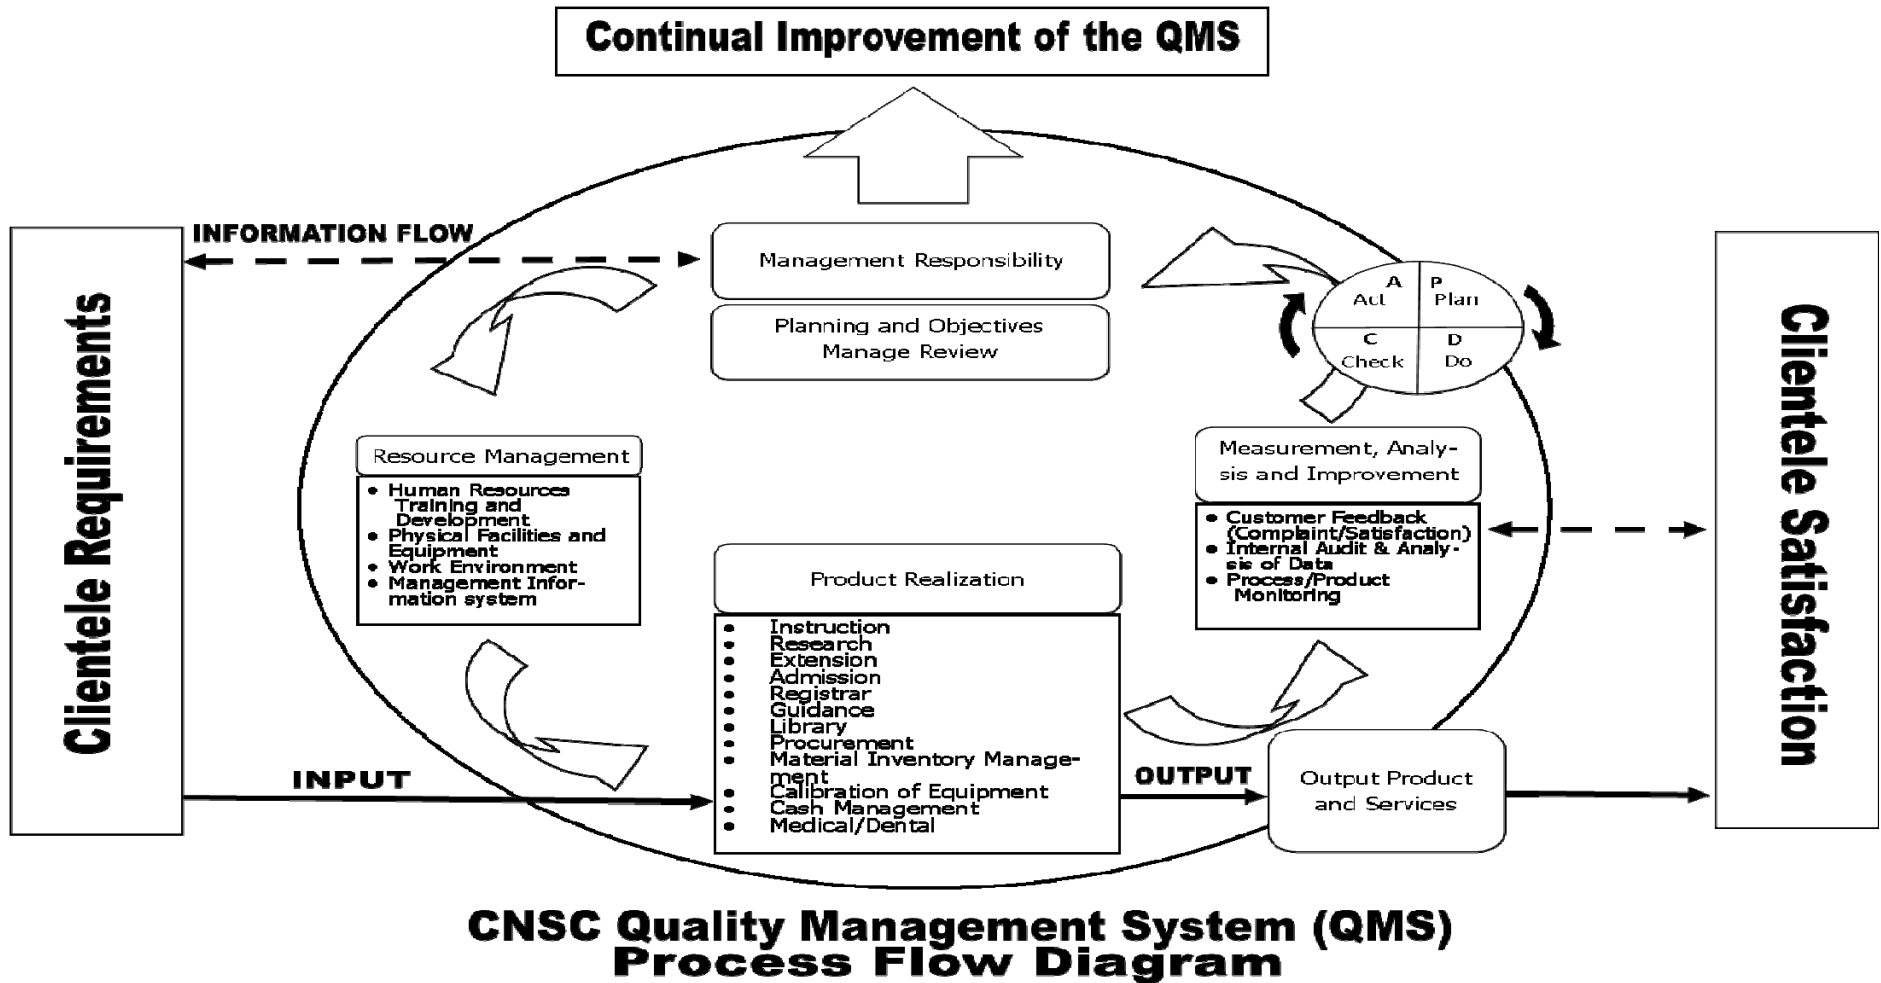 Continual Improvement of the QMS
INFORMATION FLOW
Clientele Requirements
Management Responsibility
Planning and Objectives
Manage Review
A
Act
P
Plan
C
Check
D
Do
Resource Management
• Human Resources
Training and
Development
• Physical Facilities and
Equipment
• Work Environment
• Management Infor-
mation system
Measurement, Analy-
sis and Improvement
• Customer Feedback
(Complaint/Satisfaction)
• Internal Audit & Analy-
sis of Data
• Process/Product
Monitoring
Clientele Satisfaction
Product Realization
• Instruction
• Research
• Extension
• Admission
• Registrar
• Guidance
• Library
• Procurement
• Material Inventory Manage-
ment
• Calibration of Equipment
• Cash Management
• Medical/Dental
INPUT
OUTPUT
Output Product
and Services
CNSC Quality Management System (QMS)
Process Flow Diagram